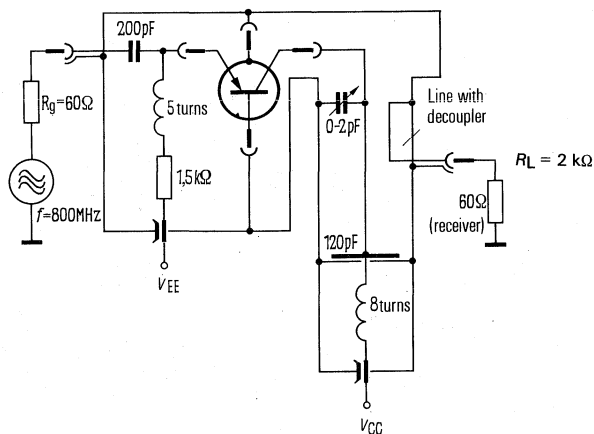 200pF
Rg=60Ω
5 turns
0-2pF
Line with
decoupler
RL = 2 kΩ
1,5kΩ
60Ω
(receiver)
f=800MHz
120pF
VEE
8turns
VCC